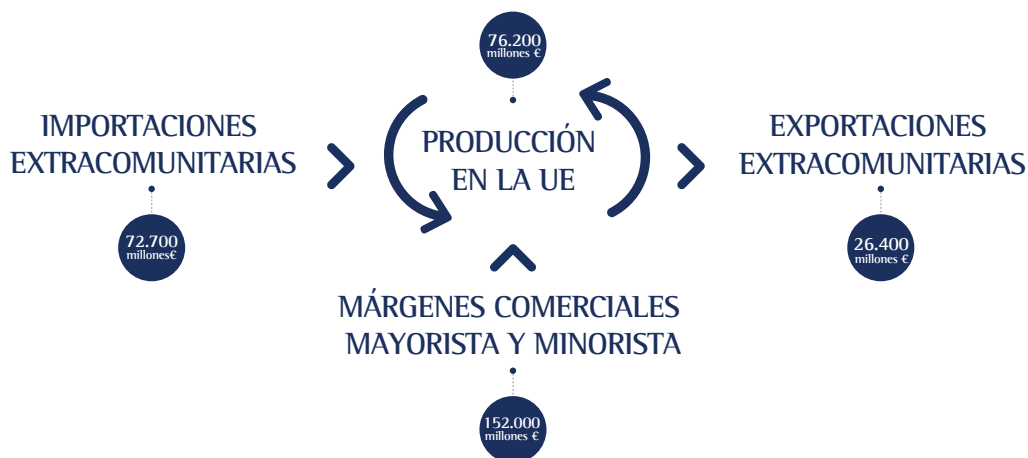 76.200
millones €
IMPORTACIONES
EXTRACOMUNITARIAS
72.700
millones€
PRODUCCIÓN
EN LA UE
EXPORTACIONES
EXTRACOMUNITARIAS
26.400
millones €
MÁRGENES COMERCIALES
MAYORISTA Y MINORISTA
152.000
millones €